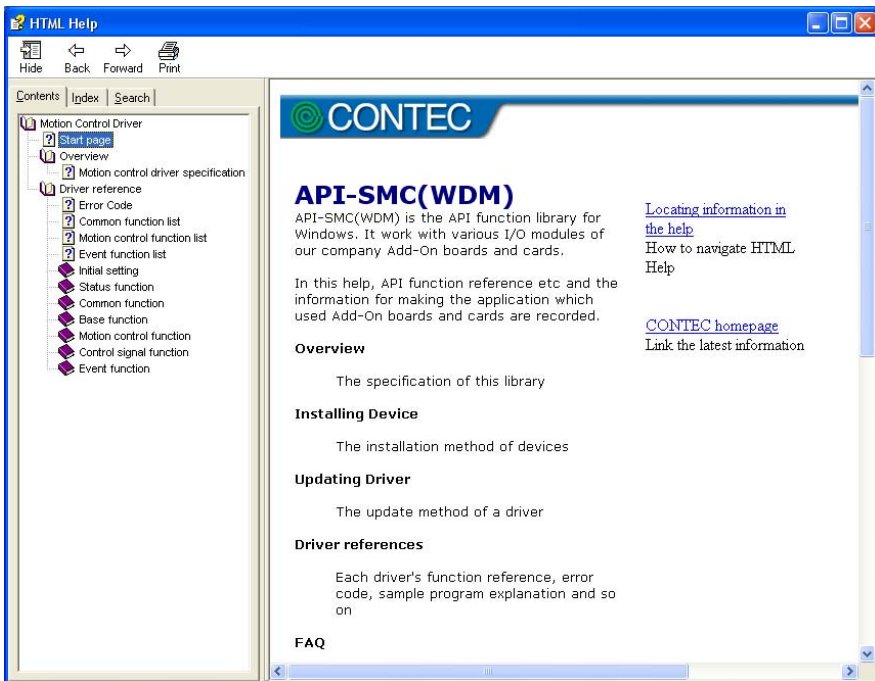 HTML Help
Hide Back Forward Print
Contents Index Search
Motion Control Driver
Start page
Overview
Motion control driver specification
Driver reference
Error Code
Common function list
Motion control function list
Event function list
Initial setting
Status function
Common function
Base function
Motion control function
Control signal function
Event function
CONTEC
API-SMC(WDM)
API-SMC(WDM) is the API function library for
Windows. It work with various I/O modules of
our company Add-On boards and cards.
In this help, API function reference etc and the
information for making the application which
used Add-On boards and cards are recorded.
Overview
The specification of this library
Installing Device
The installation method of devices
Updating Driver
The update method of a driver
Driver references
Each driver's function reference, error
code, sample program explanation and so
on
FAQ
Locating information in
the help
How to navigate HTML
Help
CONTEC homepage
Link the latest information